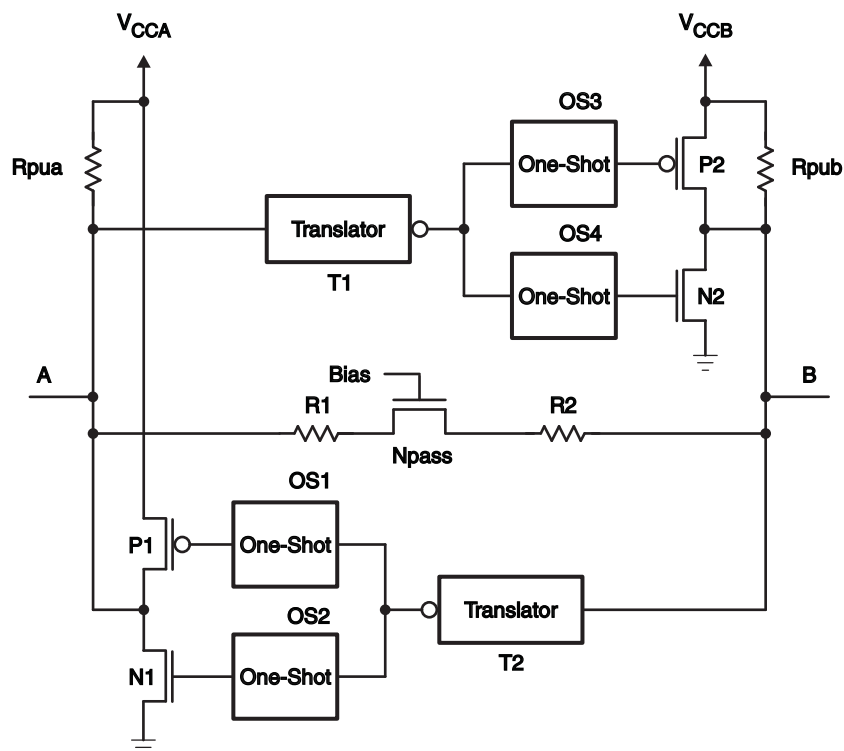 VCCA
VCCB
OS3
Rpua
One-Shot
P2
Rpub
Translator
OS4
T1
One-Shot
N2
A
Bias
B
R1
R2
Npass
OS1
P1
One-Shot
OS2
Translator
N1
One-Shot
T2